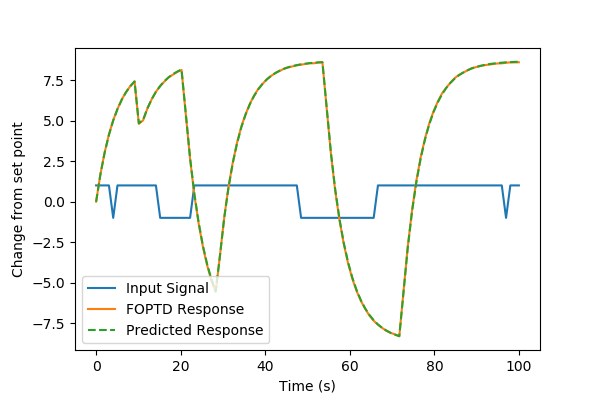 7.5
5.0
2.5
0.0
−2.5
−5.0
−7.5
Change from set point
Input Signal
FOPTD Response
Predicted Response
0
20
40
60
80
100
Time (s)